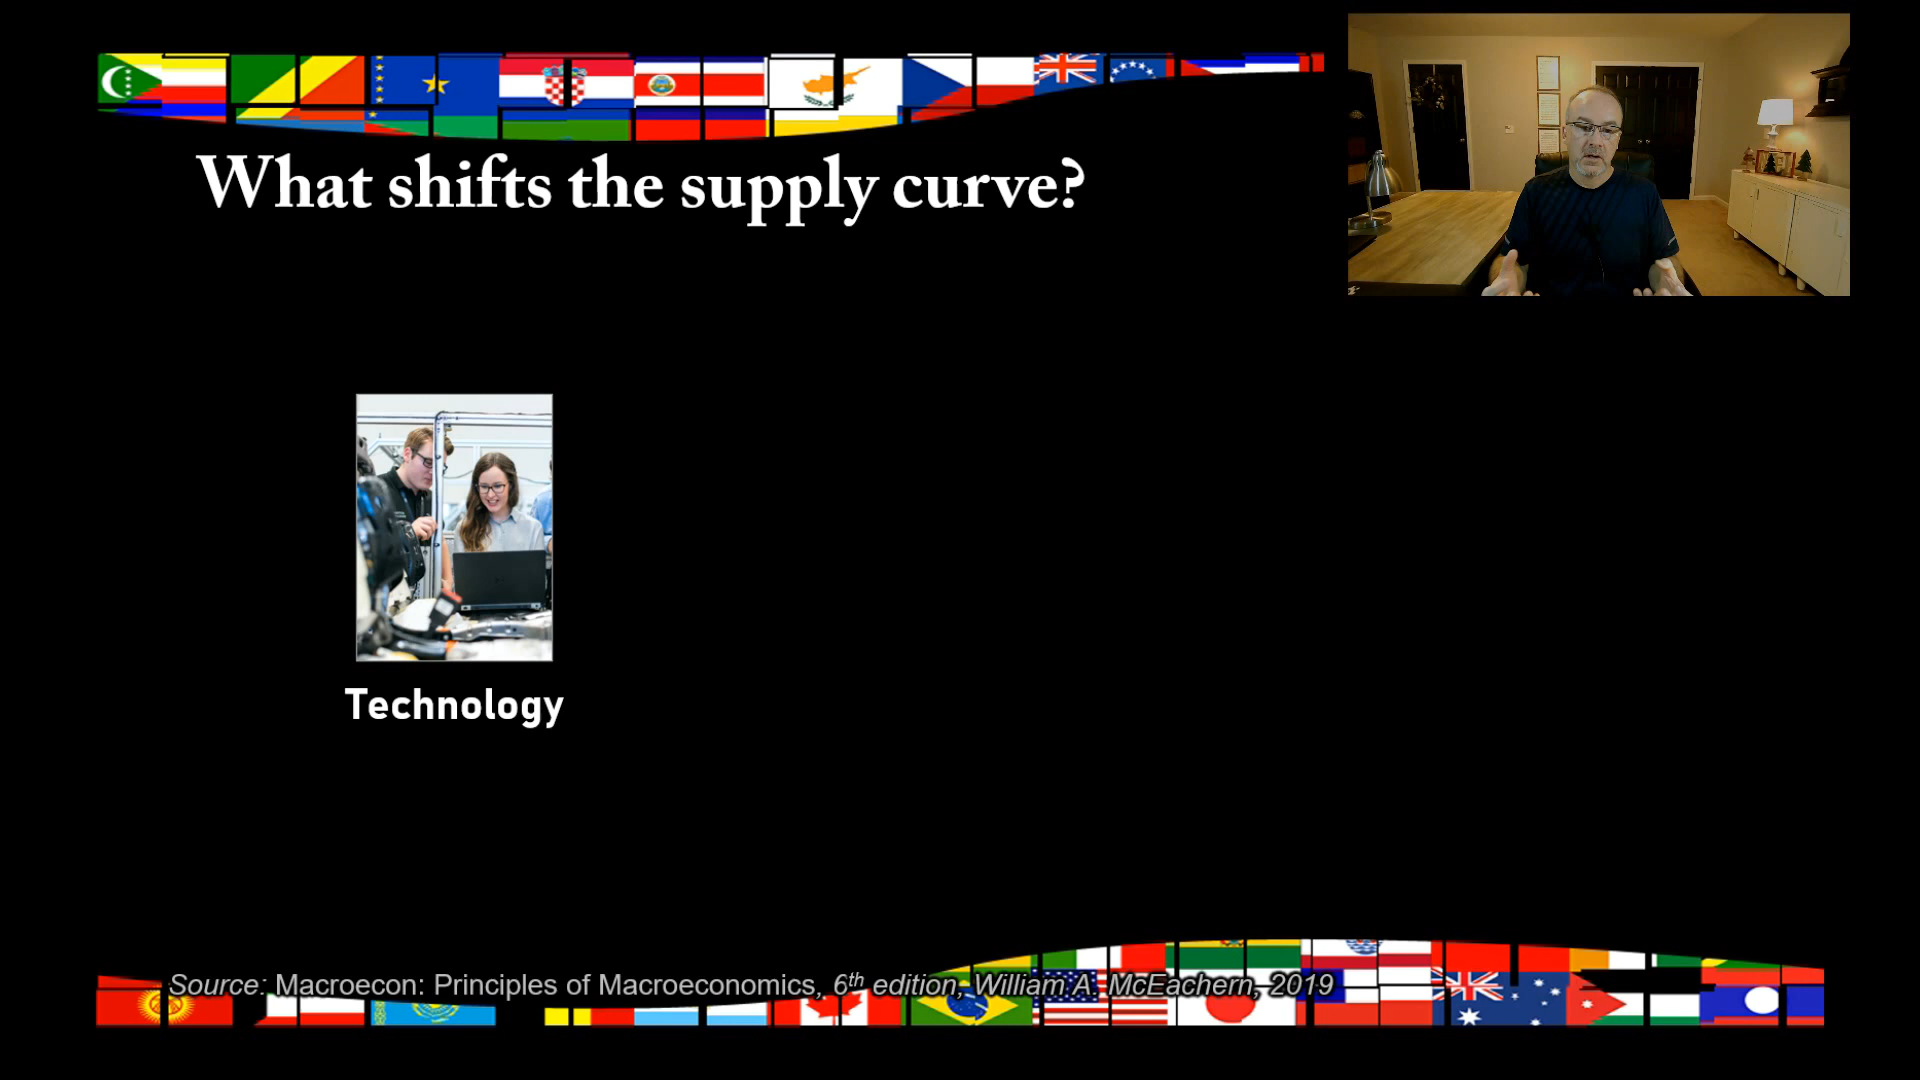 What shifts the supply curve?
Technology
Source: Macroecon: Principles of Macroeconomics, 6th edition, William A. McEachern, 2019